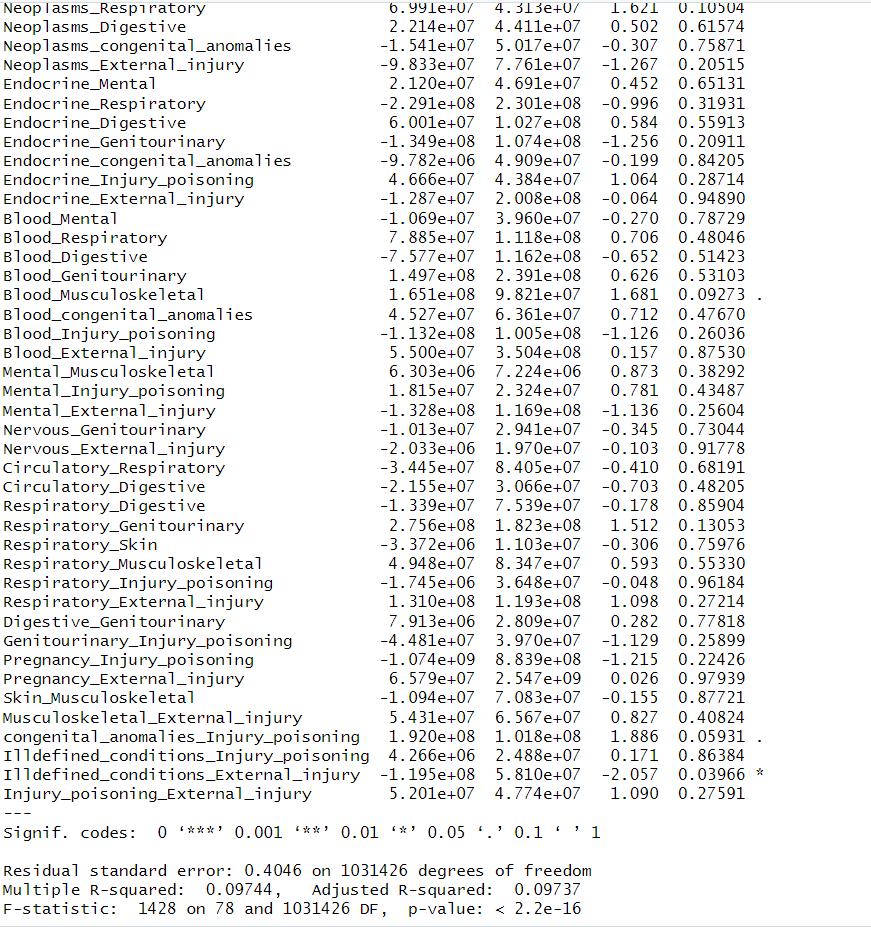 Neoplasms_Respiratory 6.991e+07 4.313e+07 1.621 0.10504
Neoplasms_Digestive 2.214e+07 4.411e+07 0.502 0.61574
Neoplasms_congenital_anomalies -1.541e+07 5.017e+07 -0.307 0.75871
Neoplasms_External_injury -9.833e+07 7.761e+07 -1.267 0.20515
Endocrine_Mental 2.120e+07 4.691e+07 0.452 0.65131
Endocrine_Respiratory -2.291e+08 2.301e+08 -0.996 0.31931
Endocrine_Digestive 6.001e+07 1.027e+08 0.584 0.55913
Endocrine_Genitourinary -1.349e+08 1.074e+08 -1.256 0.20911
Endocrine_congenital_anomalies -9.782e+06 4.909e+07 -0.199 0.84205
Endocrine_Injury_poisoning 4.666e+07 4.384e+07 1.064 0.28714
Endocrine_External_injury -1.287e+07 2.008e+08 -0.064 0.94890
Blood_Mental -1.069e+07 3.960e+07 -0.270 0.78729
Blood_Respiratory 7.885e+07 1.118e+08 0.706 0.48046
Blood_Digestive -7.577e+07 1.162e+08 -0.652 0.51423
Blood_Genitourinary 1.497e+08 2.391e+08 0.626 0.53103
Blood_Musculoskeletal 1.651e+08 9.821e+07 1.681 0.09273 .
Blood_congenital_anomalies 4.527e+07 6.361e+07 0.712 0.47670
Blood_Injury_poisoning -1.132e+08 1.005e+08 -1.126 0.26036
Blood_External_injury 5.500e+07 3.504e+08 0.157 0.87530
Mental_Musculoskeletal 6.303e+06 7.224e+06 0.873 0.38292
Mental_Injury_poisoning 1.815e+07 2.324e+07 0.781 0.43487
Mental_External_injury -1.328e+08 1.169e+08 -1.136 0.25604
Nervous_Genitourinary -1.013e+07 2.941e+07 -0.345 0.73044
Nervous_External_injury -2.033e+06 1.970e+07 -0.103 0.91778
Circulatory_Respiratory -3.445e+07 8.405e+07 -0.410 0.68191
Circulatory_Digestive -2.155e+07 3.066e+07 -0.703 0.48205
Respiratory_Digestive -1.339e+07 7.539e+07 -0.178 0.85904
Respiratory_Genitourinary 2.756e+08 1.823e+08 1.512 0.13053
Respiratory_Skin -3.372e+06 1.103e+07 -0.306 0.75976
Respiratory_Musculoskeletal 4.948e+07 8.347e+07 0.593 0.55330
Respiratory_Injury_poisoning -1.745e+06 3.648e+07 -0.048 0.96184
Respiratory_External_injury 1.310e+08 1.193e+08 1.098 0.27214
Digestive_Genitourinary 7.913e+06 2.809e+07 0.282 0.77818
Genitourinary_Injury_poisoning -4.481e+07 3.970e+07 -1.129 0.25899
Pregnancy_Injury_poisoning -1.074e+09 8.839e+08 -1.215 0.22426
Pregnancy_External_injury 6.579e+07 2.547e+09 0.026 0.97939
Skin_Musculoskeletal -1.094e+07 7.083e+07 -0.155 0.87721
Musculoskeletal_External_injury 5.431e+07 6.567e+07 0.827 0.40824
congenital_anomalies_Injury_poisoning 1.920e+08 1.018e+08 1.886 0.05931 .
Illdefined_conditions_Injury_poisoning 4.266e+06 2.488e+07 0.171 0.86384
Illdefined_conditions_External_injury -1.195e+08 5.810e+07 -2.057 0.03966 *
Injury_poisoning_External_injury 5.201e+07 4.774e+07 1.090 0.27591
---
Signif. codes: 0 ‘***’ 0.001 ‘**’ 0.01 ‘*’ 0.05 ‘.’ 0.1 ‘ ’ 1
Residual standard error: 0.4046 on 1031426 degrees of freedom
Multiple R-squared: 0.09744, Adjusted R-squared: 0.09737
F-statistic: 1428 on 78 and 1031426 DF, p-value: < 2.2e-16